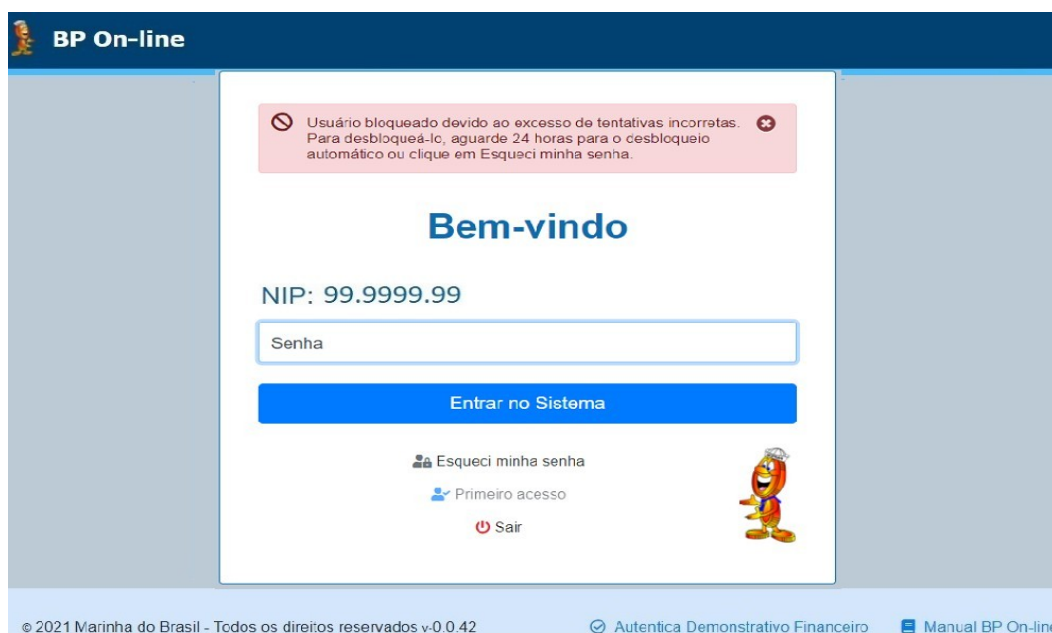 BP On-line
Usuário bloqueado devido ao excesso de tentativas incorretas.
Para desbloqueá-lo, aguarde 24 horas para o desbloqueio
automático ou clique em Esqueci minha senha.
Bem-vindo
NIP: 99.9999.99
Senha
Entrar no Sistema
Esqueci minha senha
Primeiro acesso
Sair
© 2021 Marinha do Brasil - Todos os direitos reservados v-0.0.42
Autentica Demonstrativo Financeiro
Manual BP On-line